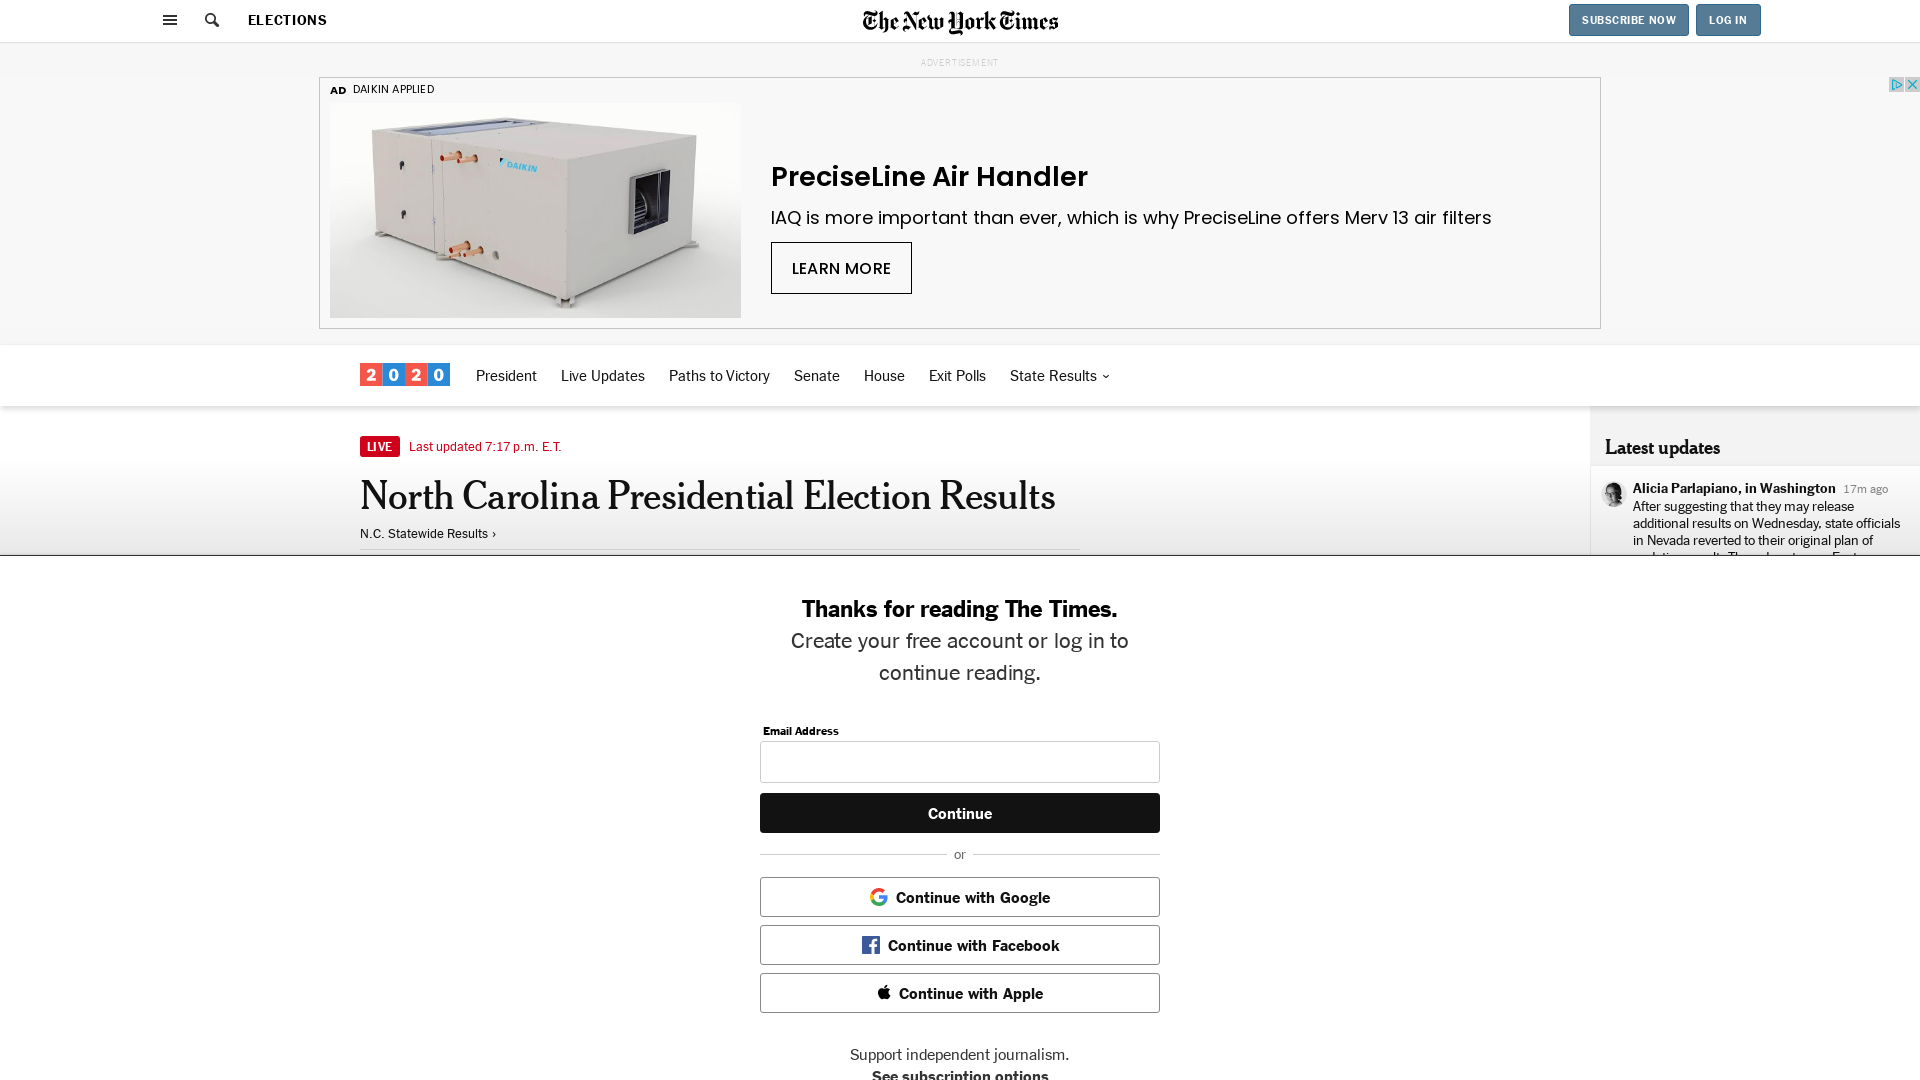 ELECTIONS
The New York Times
SUBSCRIBE NOW
LOG IN
ADVERTISEMENT
AD DAIKIN APPLIED
DAIKIN
PreciseLine Air Handler
IAQ is more important than ever, which is why PreciseLine offers Merv 13 air filters
LEARN MORE
2020
President
Live Updates
Paths to Victory
Senate
House
Exit Polls
State Results
LIVE Last updated 7:17 p.m. E.T.
North Carolina Presidential Election Results
N.C. Statewide Results ›
Latest updates
Alicia Parlapiano, in Washington 17m ago
After suggesting that they may release
additional results on Wednesday, state officials
in Nevada reverted to their original plan of
Thanks for reading The Times.
Create your free account or log in to
continue reading.
Email Address
Continue
or
Continue with Google
Continue with Facebook
Continue with Apple
Support independent journalism.
See subscription options